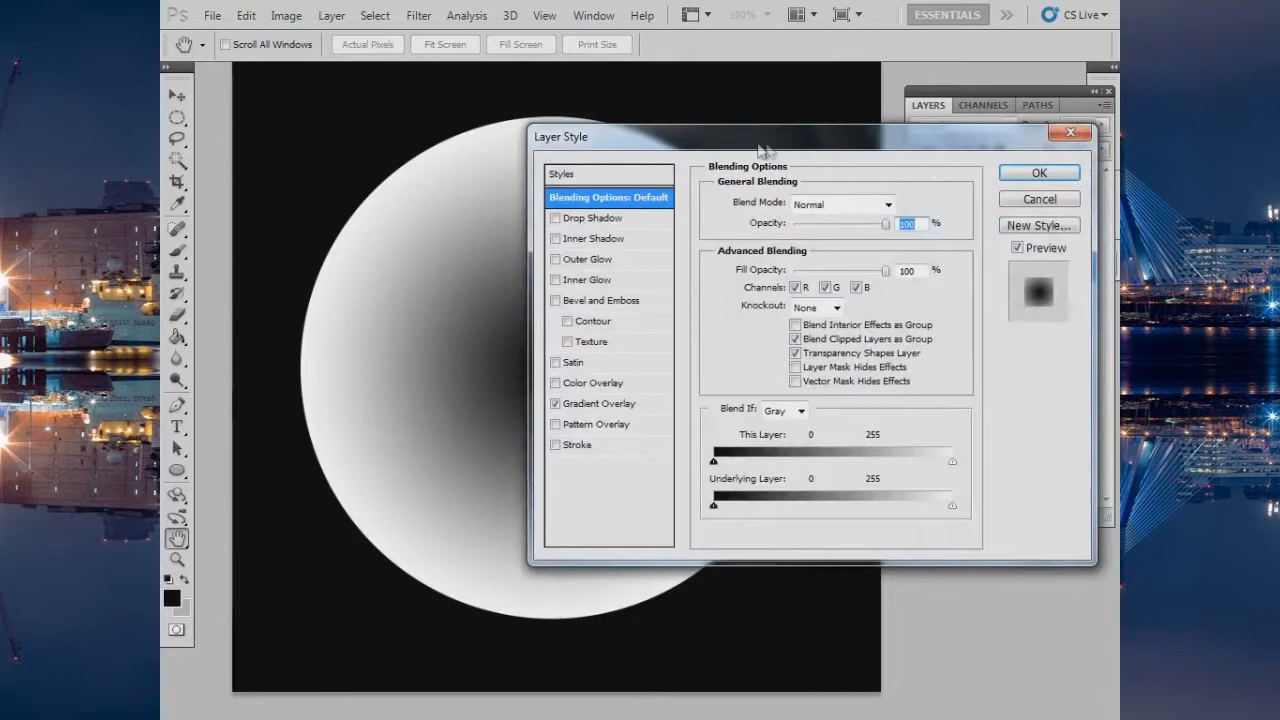 Ps File Edit Image Layer Select Filter Analysis 3D View Window Help 100% ESSENTIALS CS Live
Scroll All Windows Actual Pixels Fit Screen Fill Screen Print Size
LAYERS CHANNELS PATHS
Layer Style
Styles
Blending Options: Default
Drop Shadow
Inner Shadow
Outer Glow
Inner Glow
Bevel and Emboss
Contour
Texture
Satin
Color Overlay
Gradient Overlay
Pattern Overlay
Stroke
Blending Options
General Blending
Blend Mode: Normal
Opacity: 100 %
Advanced Blending
Fill Opacity: 100 %
Channels: R G B
Knockout: None
Blend Interior Effects as Group
Blend Clipped Layers as Group
Transparency Shapes Layer
Layer Mask Hides Effects
Vector Mask Hides Effects
Blend If: Gray
This Layer: 0 255
Underlying Layer: 0 255
OK
Cancel
New Style...
Preview
T